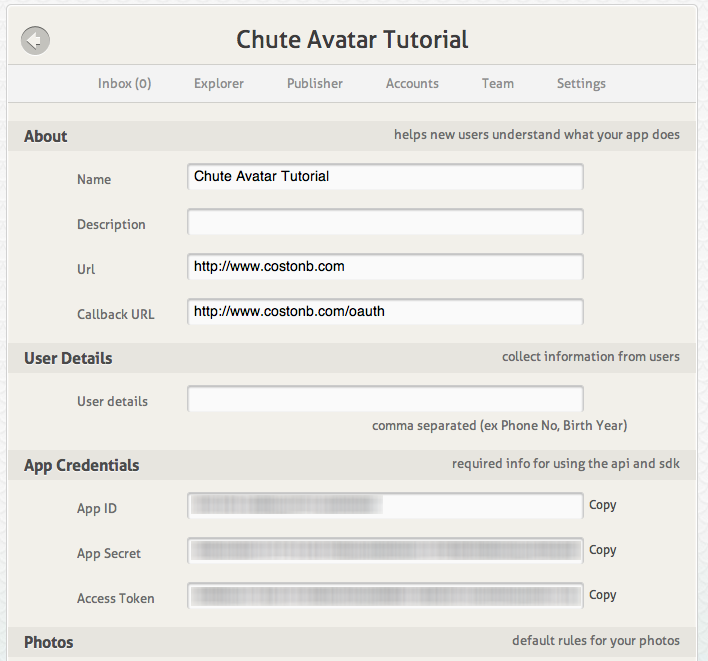 Chute Avatar Tutorial
Inbox (0) Explorer Publisher Accounts Team Settings
About helps new users understand what your app does
Name Chute Avatar Tutorial
Description
Url http://www.costonb.com
Callback URL http://www.costonb.com/oauth
User Details collect information from users
User details
comma separated (ex Phone No, Birth Year)
App Credentials required info for using the api and sdk
App ID Copy
App Secret Copy
Access Token Copy
Photos default rules for your photos